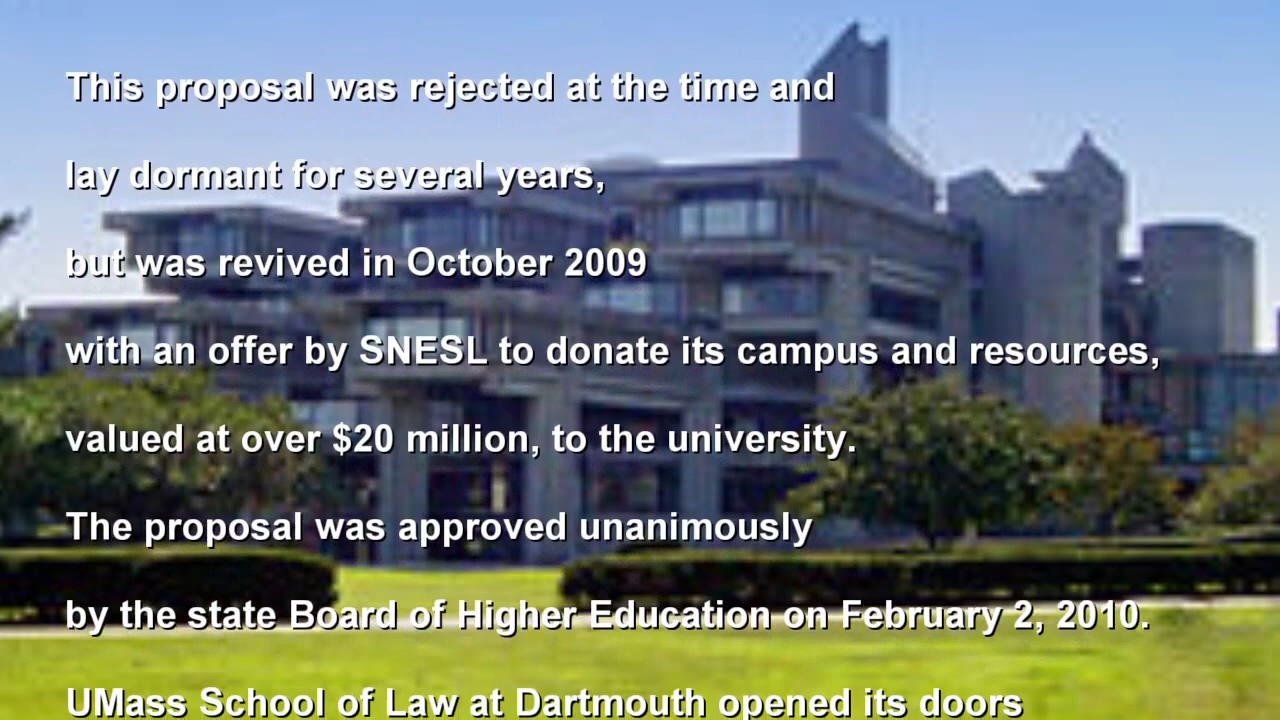 This proposal was rejected at the time and
lay dormant for several years,
but was revived in October 2009
with an offer by SNESL to donate its campus and resources,
valued at over $20 million, to the university.
The proposal was approved unanimously
by the state Board of Higher Education on February 2, 2010.
UMass School of Law at Dartmouth opened its doors